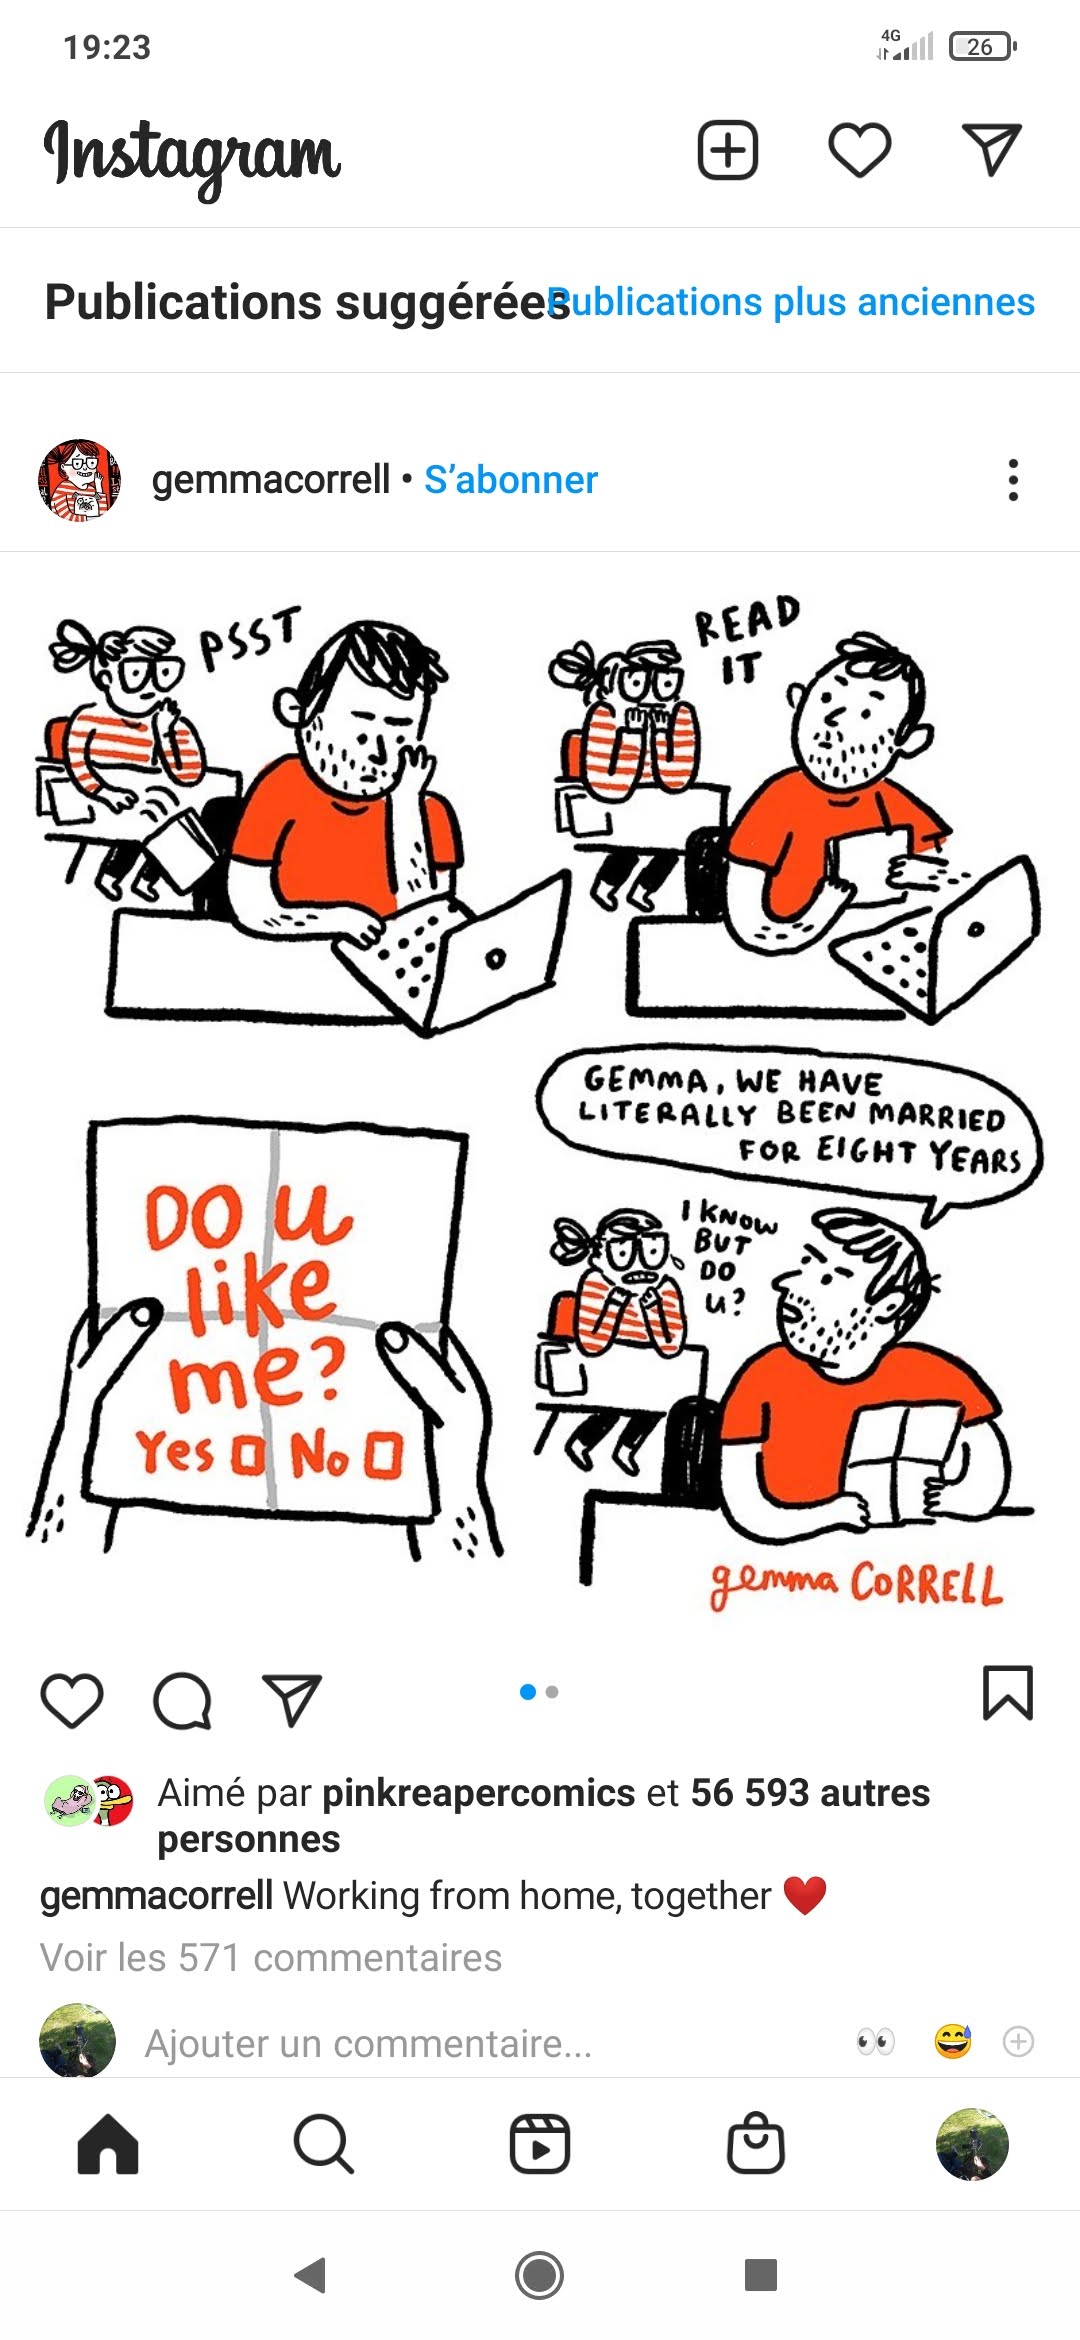 19:23
4G
26
Instagram
Publications suggérées
Publications plus anciennes
gemmacorrell • S’abonner
PSST
READ
IT
DO U
like
me?
Yes No
GEMMA, WE HAVE
LITERALLY BEEN MARRIED
FOR EIGHT YEARS
I KNOW
BUT
DO
U?
gemma CORRELL
Aimé par pinkreapercomics et 56 593 autres
personnes
gemmacorrell Working from home, together ❤️
Voir les 571 commentaires
Ajouter un commentaire...